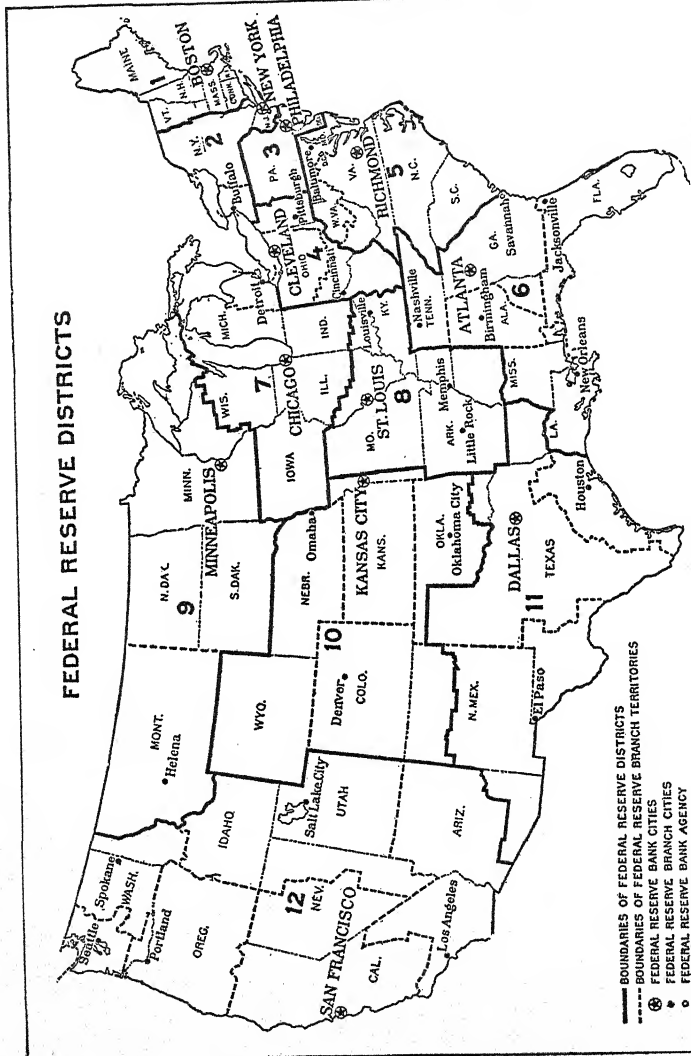 FEDERAL RESERVE DISTRICTS
MAINE
1
VT.
N.H.
BOSTON
MASS.
CONN.
R.I.
N.Y.
2
Buffalo
NEW YORK
N.J.
PHILADELPHIA
PA.
3
Pittsburgh
CLEVELAND
OHIO
4
Cincinnati
Baltimore
MD.
DEL.
D.C.
W.VA.
VA.
RICHMOND
5
N.C.
S.C.
MICH.
Detroit
WIS.
7
CHICAGO
IOWA
ILL.
IND.
Louisville
KY.
MO.
ST. LOUIS
8
Memphis
ARK.
Little Rock
Nashville
TENN.
ATLANTA
Birmingham
ALA.
GA.
Savannah
6
Jacksonville
FLA.
MISS.
New Orleans
LA.
MINN.
MINNEAPOLIS
N.DAK.
9
S.DAK.
MONT.
Helena
NEBR.
Omaha
10
KANSAS CITY
KANS.
WYO.
Denver
COLO.
OKLA.
Oklahoma City
DALLAS
TEXAS
11
Houston
El Paso
N.MEX.
ARIZ.
Salt Lake City
UTAH
IDAHO
NEV.
12
Seattle
Spokane
WASH.
Portland
OREG.
SAN FRANCISCO
CAL.
Los Angeles
BOUNDARIES OF FEDERAL RESERVE DISTRICTS
BOUNDARIES OF FEDERAL RESERVE BRANCH TERRITORIES
FEDERAL RESERVE BANK CITIES
FEDERAL RESERVE BRANCH CITIES
FEDERAL RESERVE BANK AGENCY